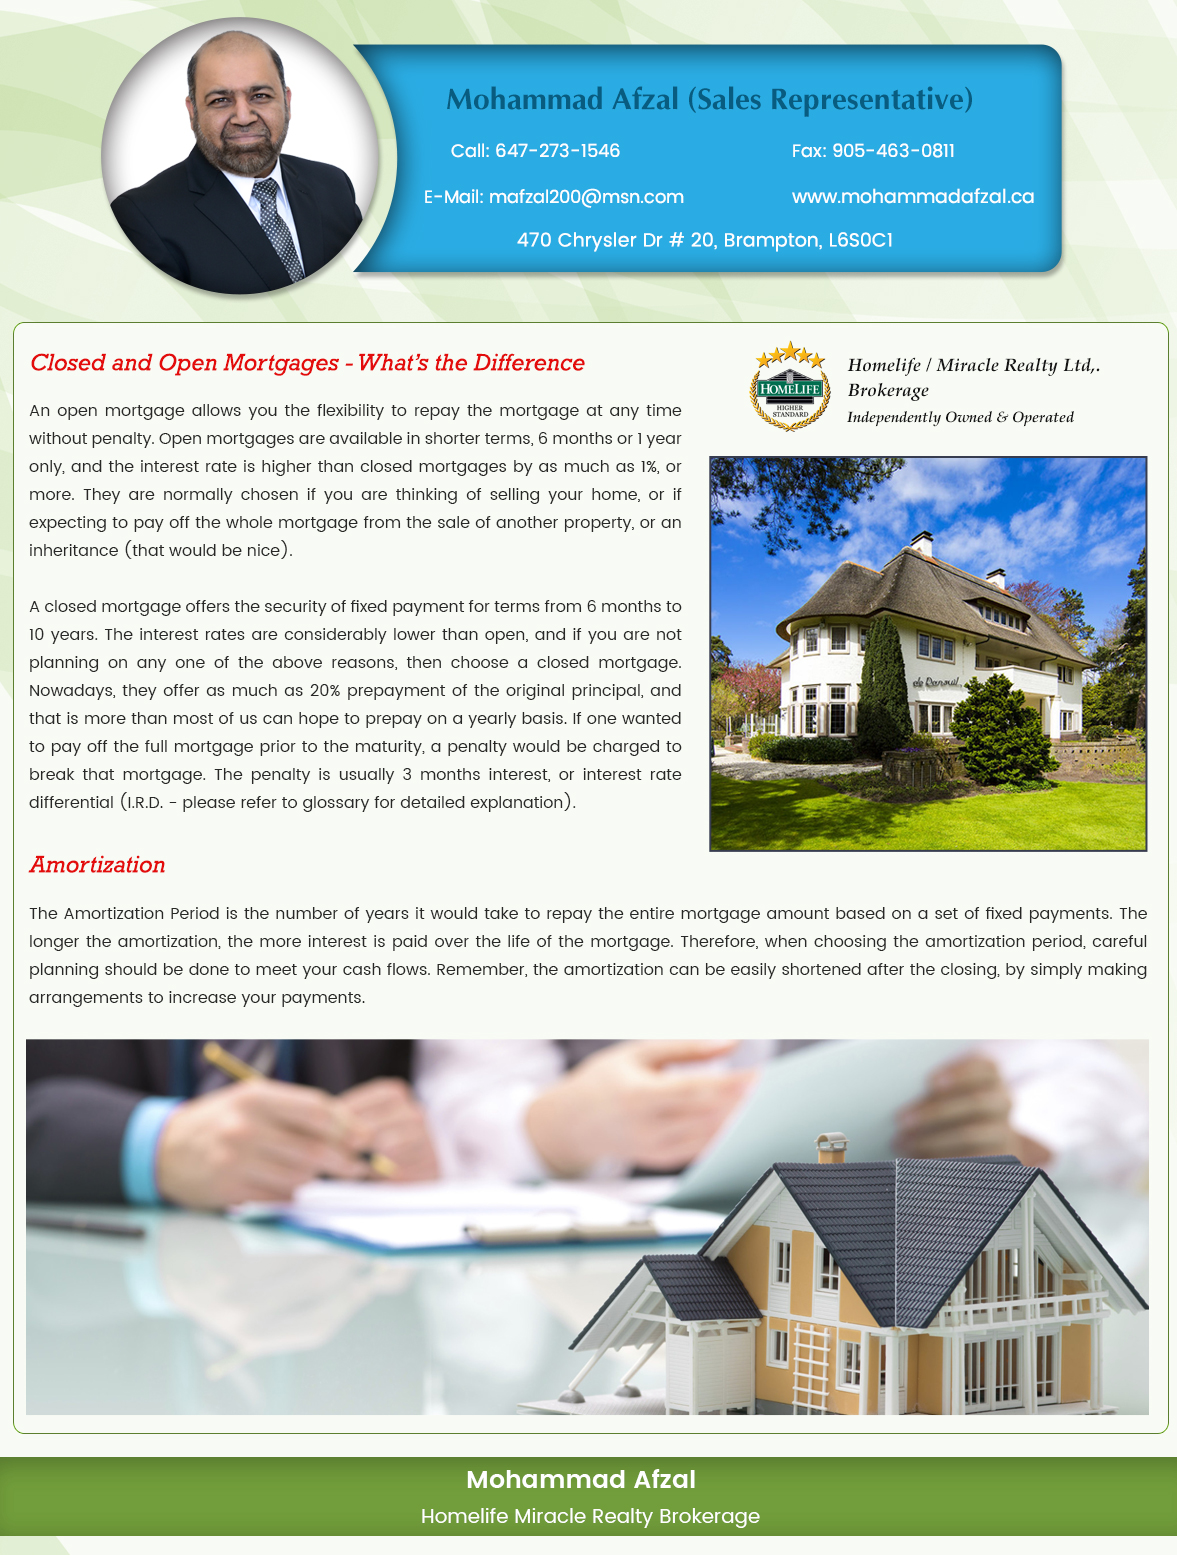 Mohammad Afzal (Sales Representative)
Call: 647-273-1546
Fax: 905-463-0811
E-Mail: mafzal200@msn.com
www.mohammadafzal.ca
470 Chrysler Dr # 20, Brampton, L6S0C1
Closed and Open Mortgages - What's the Difference
An open mortgage allows you the flexibility to repay the mortgage at any time
without penalty. Open mortgages are available in shorter terms, 6 months or 1 year
only, and the interest rate is higher than closed mortgages by as much as 1%, or
more. They are normally chosen if you are thinking of selling your home, or if
expecting to pay off the whole mortgage from the sale of another property, or an
inheritance (that would be nice).
A closed mortgage offers the security of fixed payment for terms from 6 months to
10 years. The interest rates are considerably lower than open, and if you are not
planning on any one of the above reasons, then choose a closed mortgage.
Nowadays, they offer as much as 20% prepayment of the original principal, and
that is more than most of us can hope to prepay on a yearly basis. If one wanted
to pay off the full mortgage prior to the maturity, a penalty would be charged to
break that mortgage. The penalty is usually 3 months interest, or interest rate
differential (I.R.D. - please refer to glossary for detailed explanation).
HOMELIFE
HIGHER
STANDARD
Homelife / Miracle Realty Ltd,.
Brokerage
Independently Owned & Operated
Amortization
The Amortization Period is the number of years it would take to repay the entire mortgage amount based on a set of fixed payments. The
longer the amortization, the more interest is paid over the life of the mortgage. Therefore, when choosing the amortization period, careful
planning should be done to meet your cash flows. Remember, the amortization can be easily shortened after the closing, by simply making
arrangements to increase your payments.
Mohammad Afzal
Homelife Miracle Realty Brokerage